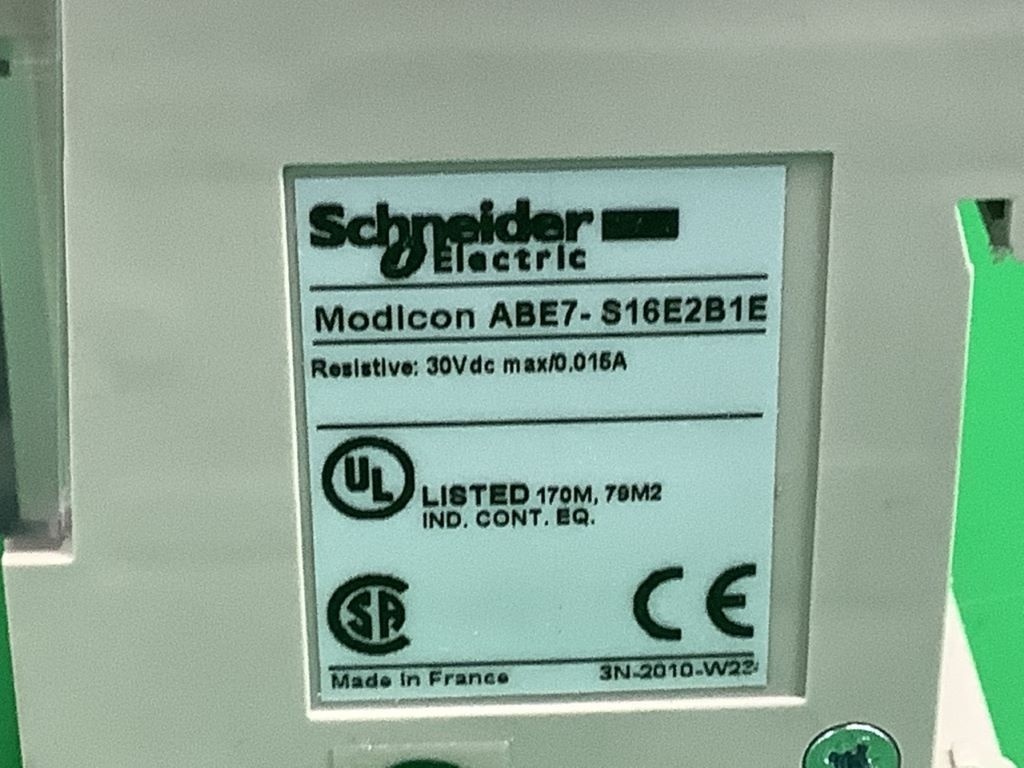 Schneider
Electric
Modicon ABE7- S16E2B1E
Resistive: 30Vdc max/0.015A
UL LISTED 170M, 79M2
IND. CONT. EQ.
SA CE
Made in France 3N-2010-W22